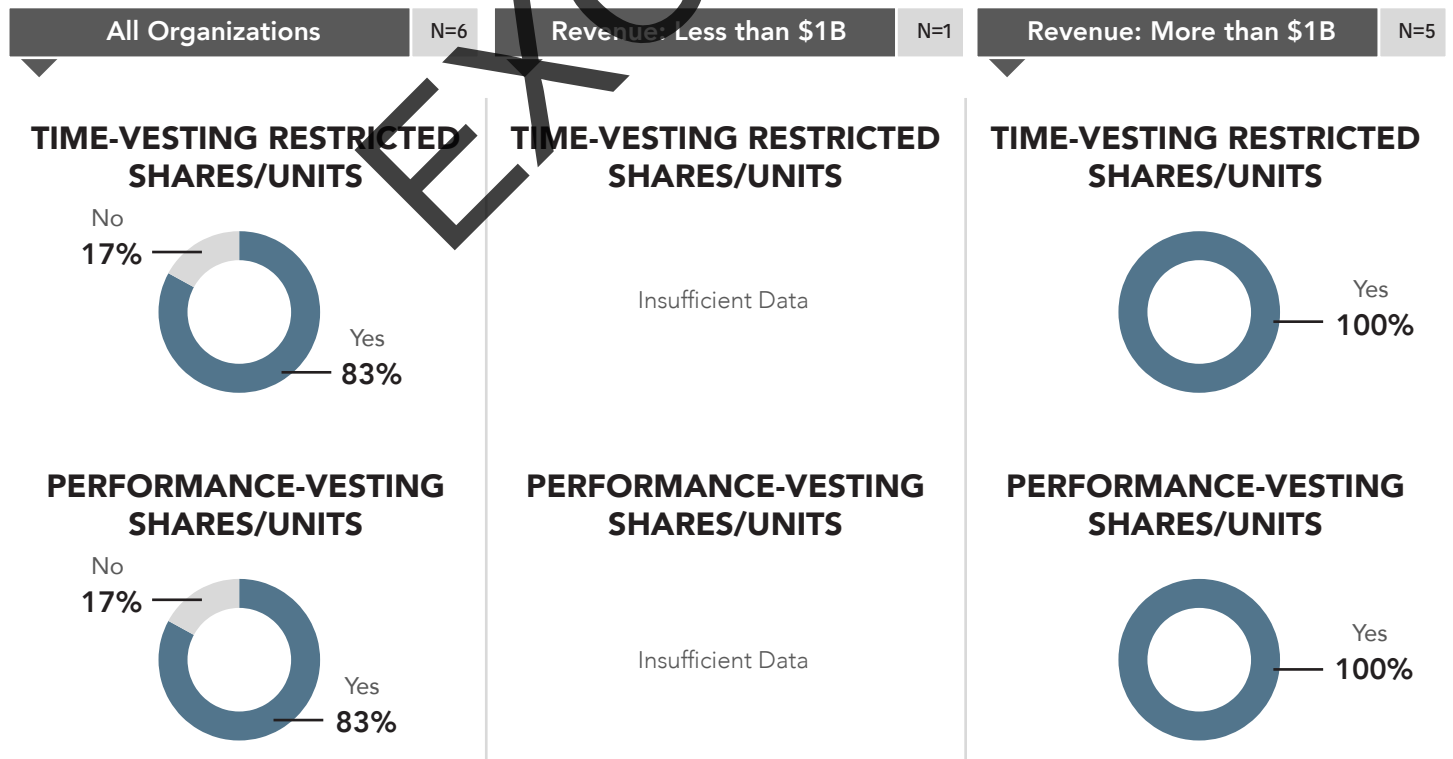 All Organizations N=6
Revenue: Less than $1B N=1
Revenue: More than $1B N=5
TIME-VESTING RESTRICTED
SHARES/UNITS
No
17%
Yes
83%
TIME-VESTING RESTRICTED
SHARES/UNITS
Insufficient Data
TIME-VESTING RESTRICTED
SHARES/UNITS
Yes
100%
PERFORMANCE-VESTING
SHARES/UNITS
No
17%
Yes
83%
PERFORMANCE-VESTING
SHARES/UNITS
Insufficient Data
PERFORMANCE-VESTING
SHARES/UNITS
Yes
100%